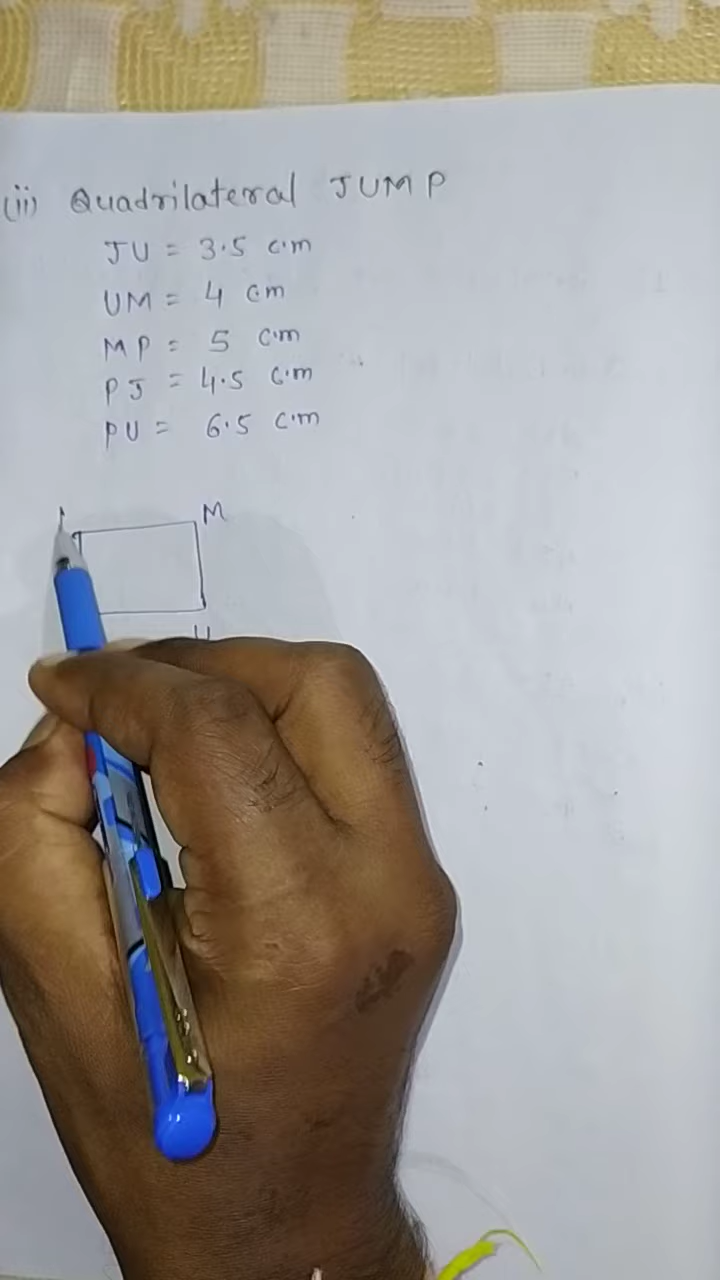 (ii) Quadrilateral JUMP
JU = 3.5 cm
UM = 4 cm
MP = 5 cm
PJ = 4.5 cm
PU = 6.5 cm
M
U